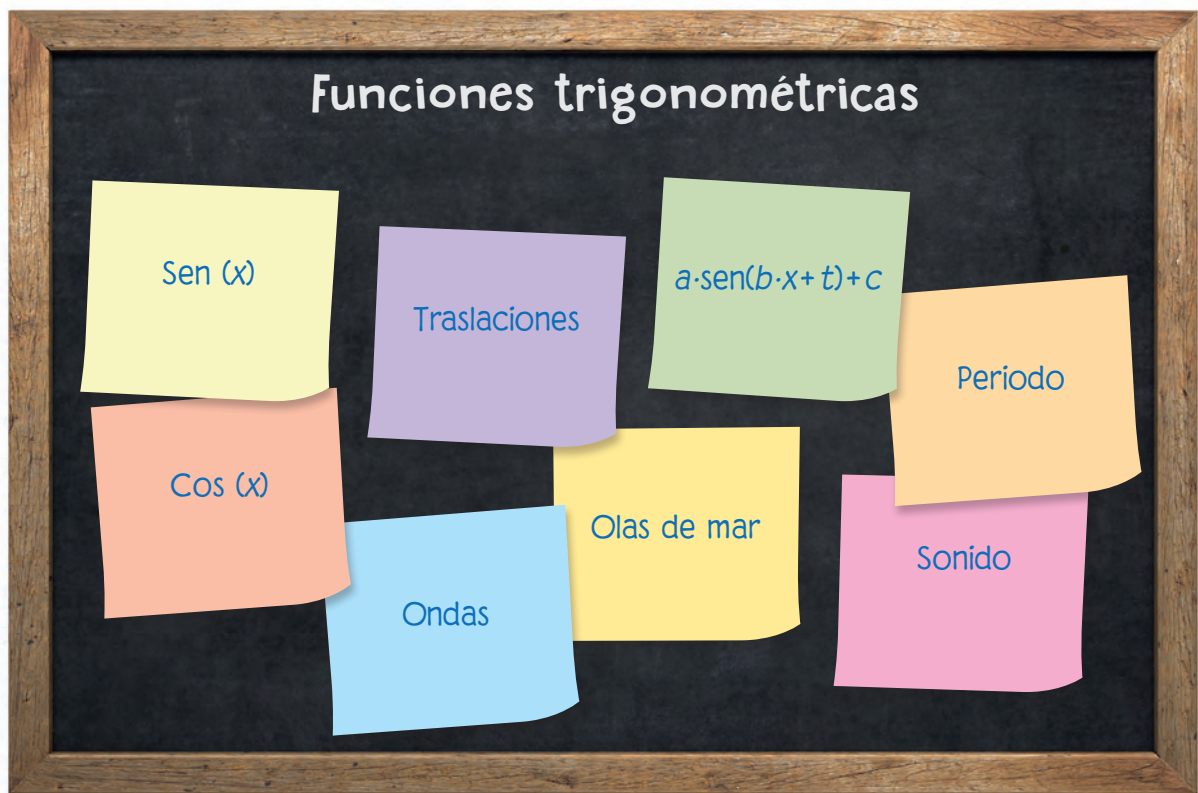 Funciones trigonométricas
Sen (x)
Traslaciones
a·sen(b·x+t)+c
Periodo
Cos (x)
Olas de mar
Sonido
Ondas